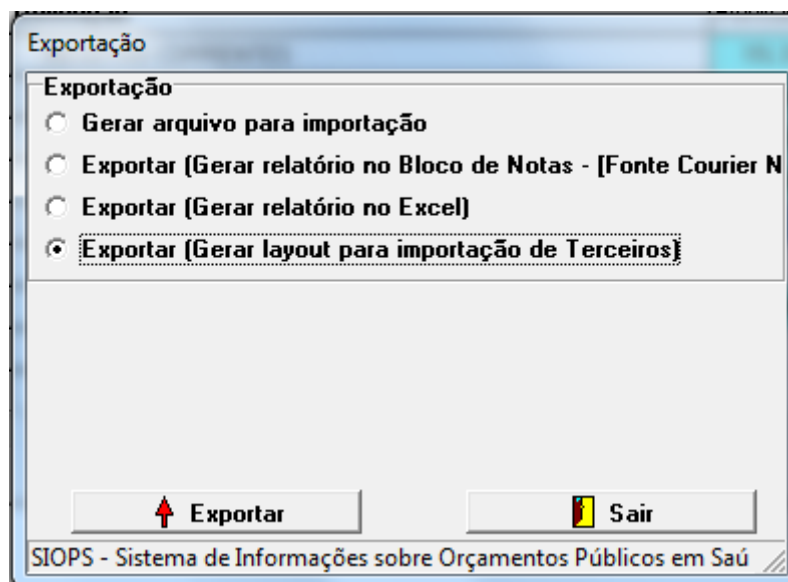 Exportação
Exportação
Gerar arquivo para importação
Exportar (Gerar relatório no Bloco de Notas - [Fonte Courier N
Exportar (Gerar relatório no Excel)
Exportar (Gerar layout para importação de Terceiros)
Exportar Sair
SIOPS - Sistema de Informações sobre Orçamentos Públicos em Saú